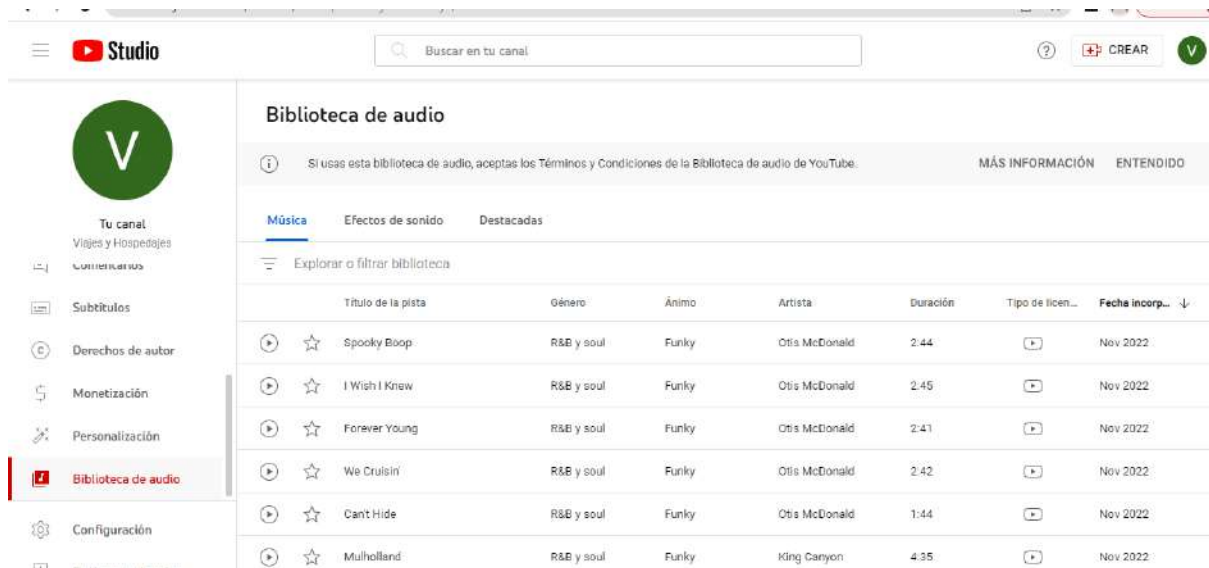 Studio
Buscar en tu canal
CREAR
V
V
Tu canal
Viajes y Hospedajes
Comentarios
Subtítulos
Derechos de autor
Monetización
Personalización
Biblioteca de audio
Configuración
Biblioteca de audio
Si usas esta biblioteca de audio, aceptas los Términos y Condiciones de la Biblioteca de audio de YouTube. MÁS INFORMACIÓN ENTENDIDO
Música Efectos de sonido Destacadas
Explorar o filtrar biblioteca
Título de la pista Género Ánimo Artista Duración Tipo de licen... Fecha incorp...
Spooky Boop R&B y soul Funky Otis McDonald 2:44 Nov 2022
I Wish I Knew R&B y soul Funky Otis McDonald 2:45 Nov 2022
Forever Young R&B y soul Funky Otis McDonald 2:41 Nov 2022
We Cruisin' R&B y soul Funky Otis McDonald 2:42 Nov 2022
Can't Hide R&B y soul Funky Otis McDonald 1:44 Nov 2022
Mulholland R&B y soul Funky King Canyon 4:35 Nov 2022